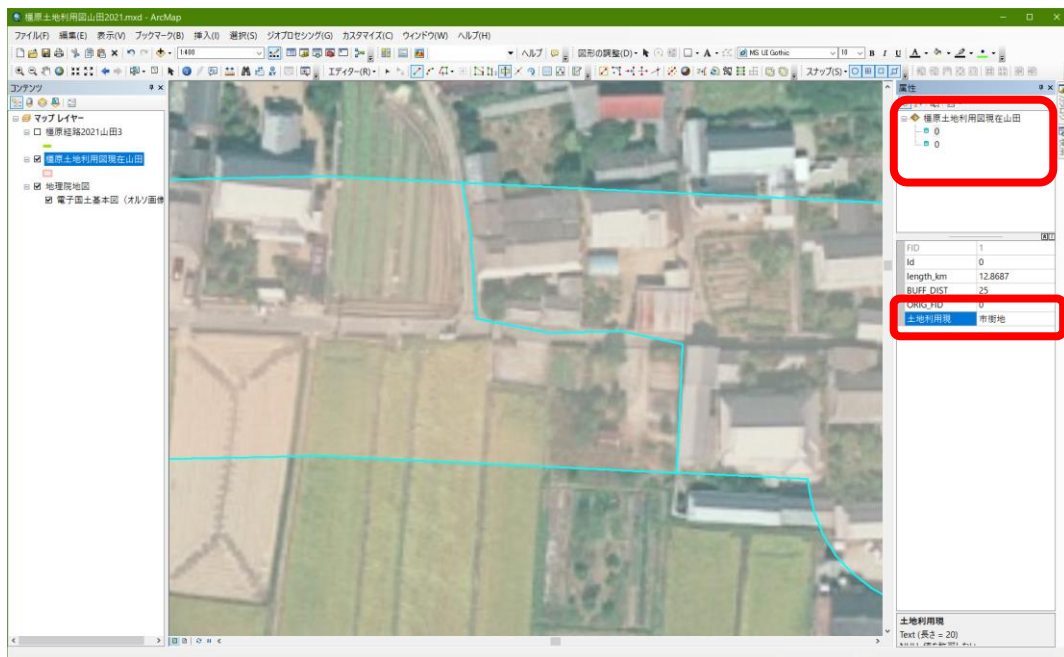 橿原土地利用図山田2021.mxd - ArcMap
ファイル(F) 編集(E) 表示(V) ブックマーク(B) 挿入(I) 選択(S) ジオプロセシング(G) カスタマイズ(C) ウィンドウ(W) ヘルプ(H)
1:400
ヘルプ
図形の調整(D)
A
MS UI Gothic
10
B I U A
エディター(R)
スナップ(S)
コンテンツ
マップ レイヤー
橿原経路2021山田3
橿原土地利用図現在山田
地理院地図
電子国土基本図（オルソ画像
属性
橿原土地利用図現在山田
0
0
FID 1
Id 0
length_km 12.8687
BUFF_DIST 25
ORIG_FID 0
土地利用現 市街地
土地利用現
Text (長さ = 20)